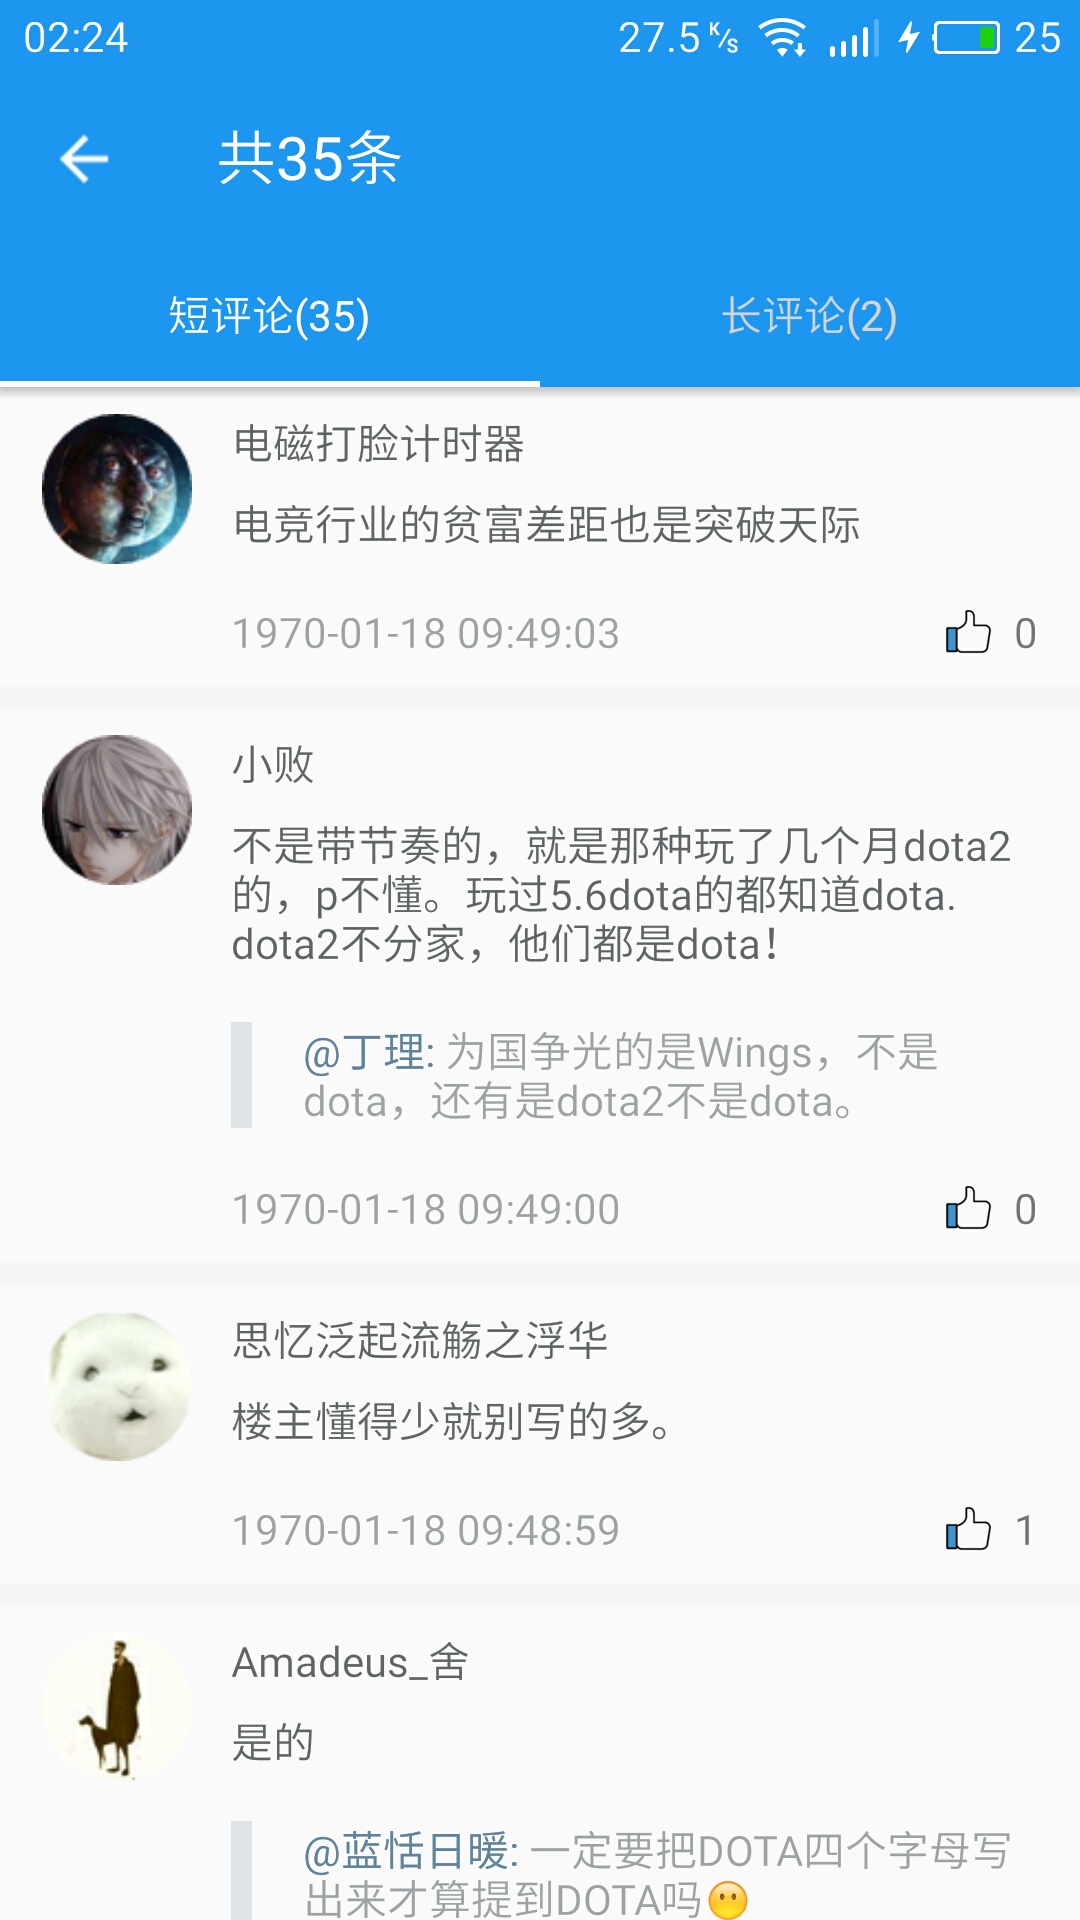 02:24 27.5 K/s 25
共35条
短评论(35) 长评论(2)
电磁打脸计时器
电竞行业的贫富差距也是突破天际
1970-01-18 09:49:03 0
小败
不是带节奏的，就是那种玩了几个月dota2
的，p不懂。玩过5.6dota的都知道dota.
dota2不分家，他们都是dota！
@丁理: 为国争光的是Wings，不是
dota，还有是dota2不是dota。
1970-01-18 09:49:00 0
思忆泛起流觞之浮华
楼主懂得少就别写的多。
1970-01-18 09:48:59 1
Amadeus_舍
是的
@蓝恬日暖: 一定要把DOTA四个字母写
出来才算提到DOTA吗😶